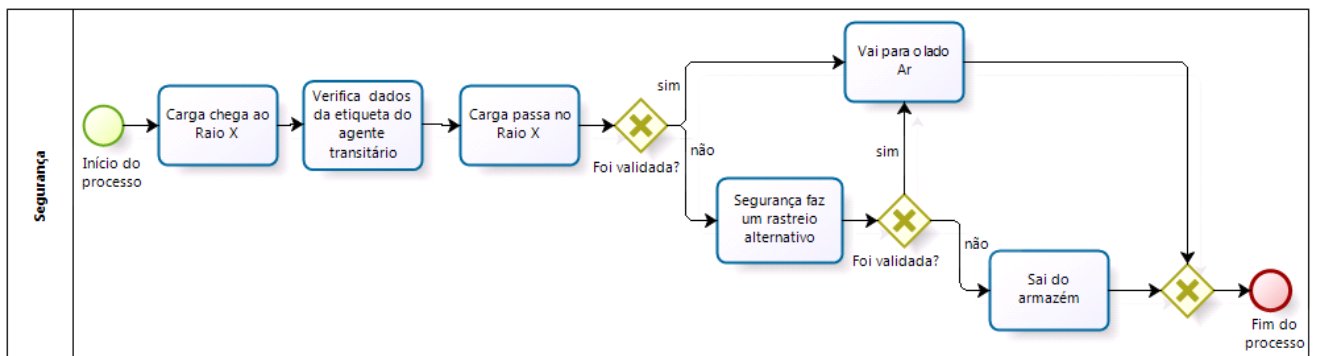 Segurança
Início do
processo
Carga chega ao
Raio X
Verifica dados
da etiqueta do
agente
transitário
Carga passa no
Raio X
Foi validada?
sim
não
Vai para o lado
Ar
Segurança faz
um rastreio
alternativo
sim
Foi validada?
não
Sai do
armazém
Fim do
processo